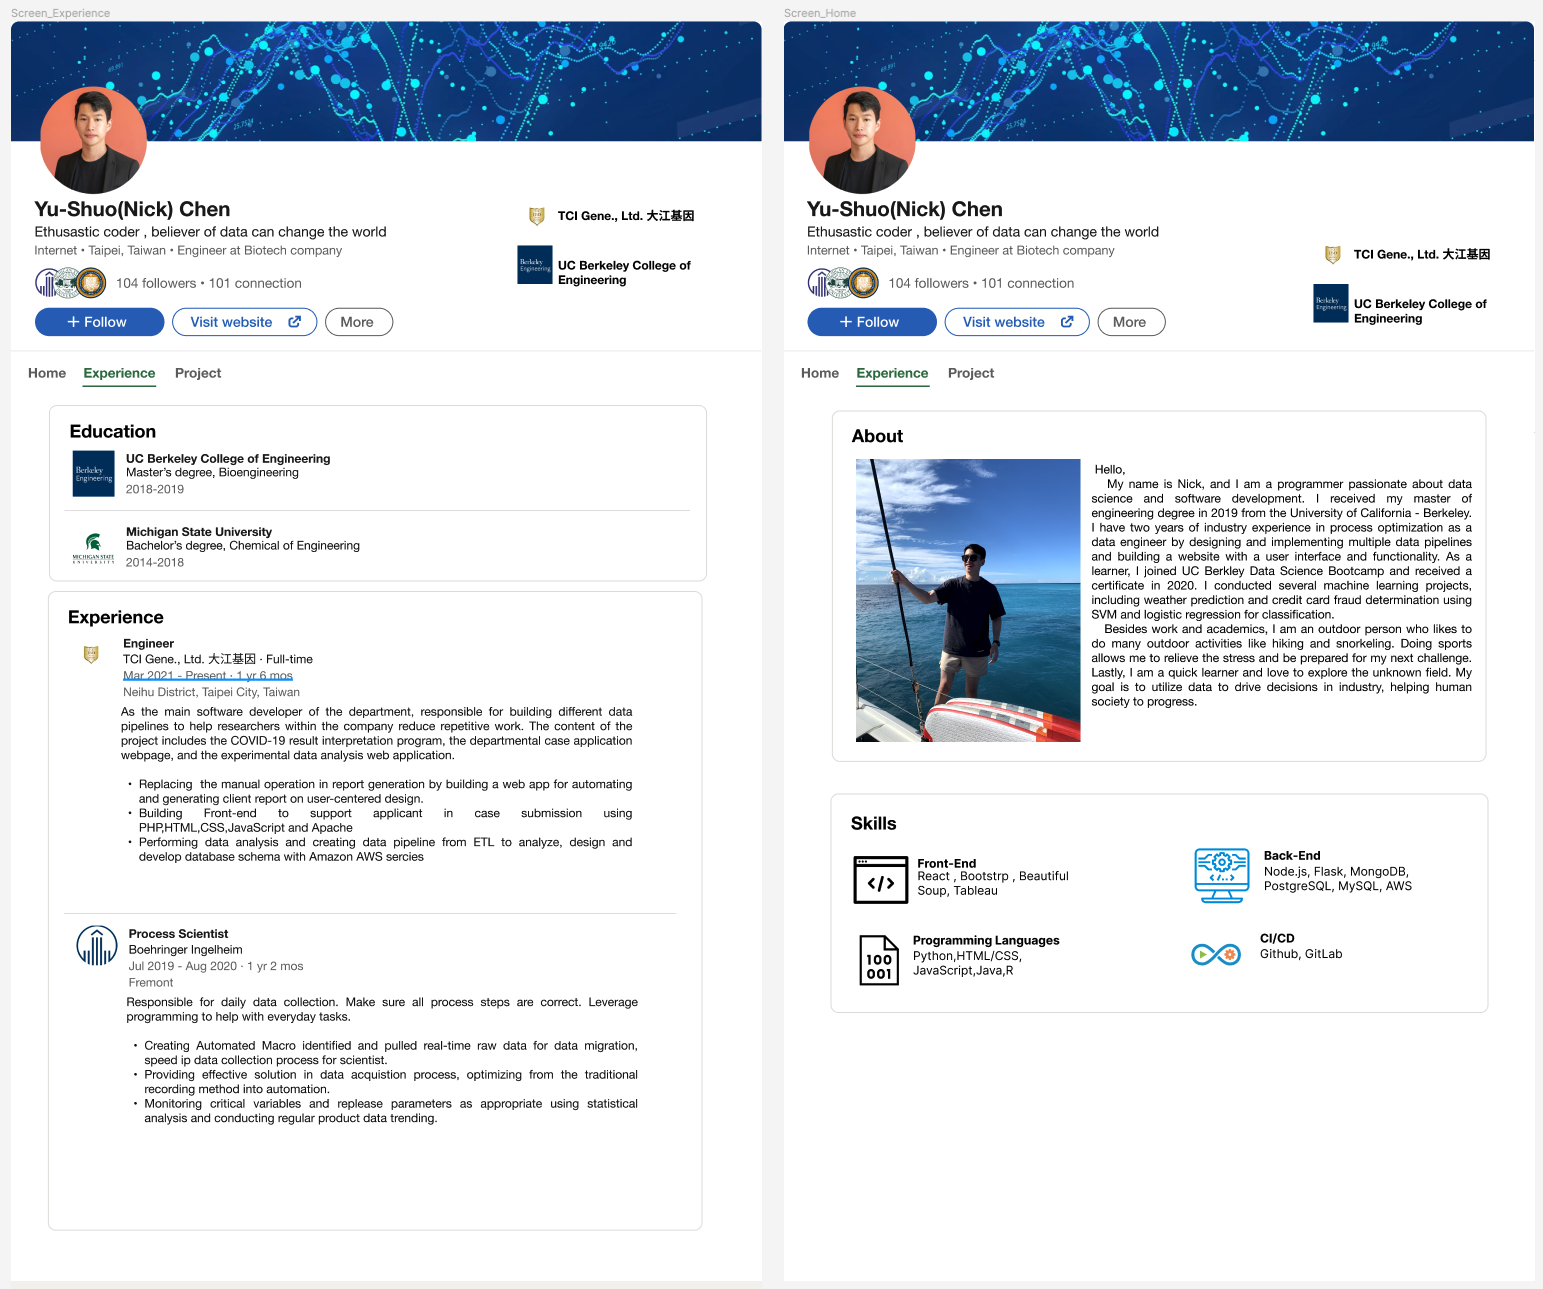 Screen_Experience
Yu-Shuo(Nick) Chen
Ethusastic coder , believer of data can change the world
Internet • Taipei, Taiwan • Engineer at Biotech company
104 followers • 101 connection
+ Follow
Visit website
More
TCI Gene., Ltd. 大江基因
Berkeley
Engineering
UC Berkeley College of
Engineering
Home
Experience
Project
Education
Berkeley
Engineering
UC Berkeley College of Engineering
Master's degree, Bioengineering
2018-2019
MICHIGAN STATE
UNIVERSITY
Michigan State University
Bachelor's degree, Chemical of Engineering
2014-2018
Experience
Engineer
TCI Gene., Ltd. 大江基因 · Full-time
Mar 2021 - Present · 1 yr 6 mos
Neihu District, Taipei City, Taiwan
As the main software developer of the department, responsible for building different data
pipelines to help researchers within the company reduce repetitive work. The content of the
project includes the COVID-19 result interpretation program, the departmental case application
webpage, and the experimental data analysis web application.
• Replacing the manual operation in report generation by building a web app for automating
and generating client report on user-centered design.
• Building Front-end to support applicant in case submission using
PHP,HTML,CSS,JavaScript and Apache
• Performing data analysis and creating data pipeline from ETL to analyze, design and
develop database schema with Amazon AWS sercies
Process Scientist
Boehringer Ingelheim
Jul 2019 - Aug 2020 · 1 yr 2 mos
Fremont
Responsible for daily data collection. Make sure all process steps are correct. Leverage
programming to help with everyday tasks.
• Creating Automated Macro identified and pulled real-time raw data for data migration,
speed ip data collection process for scientist.
• Providing effective solution in data acquistion process, optimizing from the traditional
recording method into automation.
• Monitoring critical variables and replease parameters as appropriate using statistical
analysis and conducting regular product data trending.
Screen_Home
Yu-Shuo(Nick) Chen
Ethusastic coder , believer of data can change the world
Internet • Taipei, Taiwan • Engineer at Biotech company
104 followers • 101 connection
+ Follow
Visit website
More
TCI Gene., Ltd. 大江基因
Berkeley
Engineering
UC Berkeley College of
Engineering
Home
Experience
Project
About
Hello,
My name is Nick, and I am a programmer passionate about data
science and software development. I received my master of
engineering degree in 2019 from the University of California - Berkeley.
I have two years of industry experience in process optimization as a
data engineer by designing and implementing multiple data pipelines
and building a website with a user interface and functionality. As a
learner, I joined UC Berkley Data Science Bootcamp and received a
certificate in 2020. I conducted several machine learning projects,
including weather prediction and credit card fraud determination using
SVM and logistic regression for classification.
Besides work and academics, I am an outdoor person who likes to
do many outdoor activities like hiking and snorkeling. Doing sports
allows me to relieve the stress and be prepared for my next challenge.
Lastly, I am a quick learner and love to explore the unknown field. My
goal is to utilize data to drive decisions in industry, helping human
society to progress.
Skills
Front-End
React , Bootstrp , Beautiful
Soup, Tableau
Back-End
Node.js, Flask, MongoDB,
PostgreSQL, MySQL, AWS
100
001
Programming Languages
Python,HTML/CSS,
JavaScript,Java,R
CI/CD
Github, GitLab